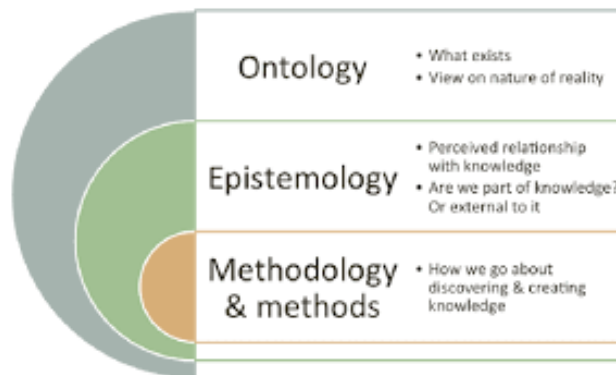 Ontology
• What exists
• View on nature of reality
Epistemology
• Perceived relationship
with knowledge
• Are we part of knowledge?
Or external to it
Methodology
& methods
• How we go about
discovering & creating
knowledge